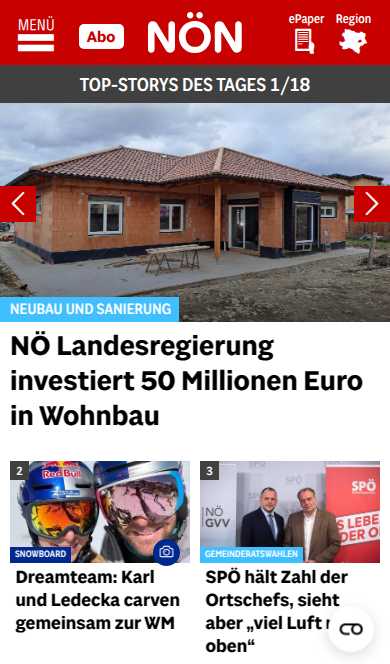 MENÜ
Abo
NÖN
ePaper
Region
TOP-STORYS DES TAGES 1/18
NEUBAU UND SANIERUNG
NÖ Landesregierung
investiert 50 Millionen Euro
in Wohnbau
2
Red Bull
SNOWBOARD
Dreamteam: Karl
und Ledecka carven
gemeinsam zur WM
3
NÖ
GVV
SPÖ
LEBE
DER O
GEMEINDERATSWAHLEN
SPÖ hält Zahl der
Ortschefs, sieht
aber „viel Luft
oben“